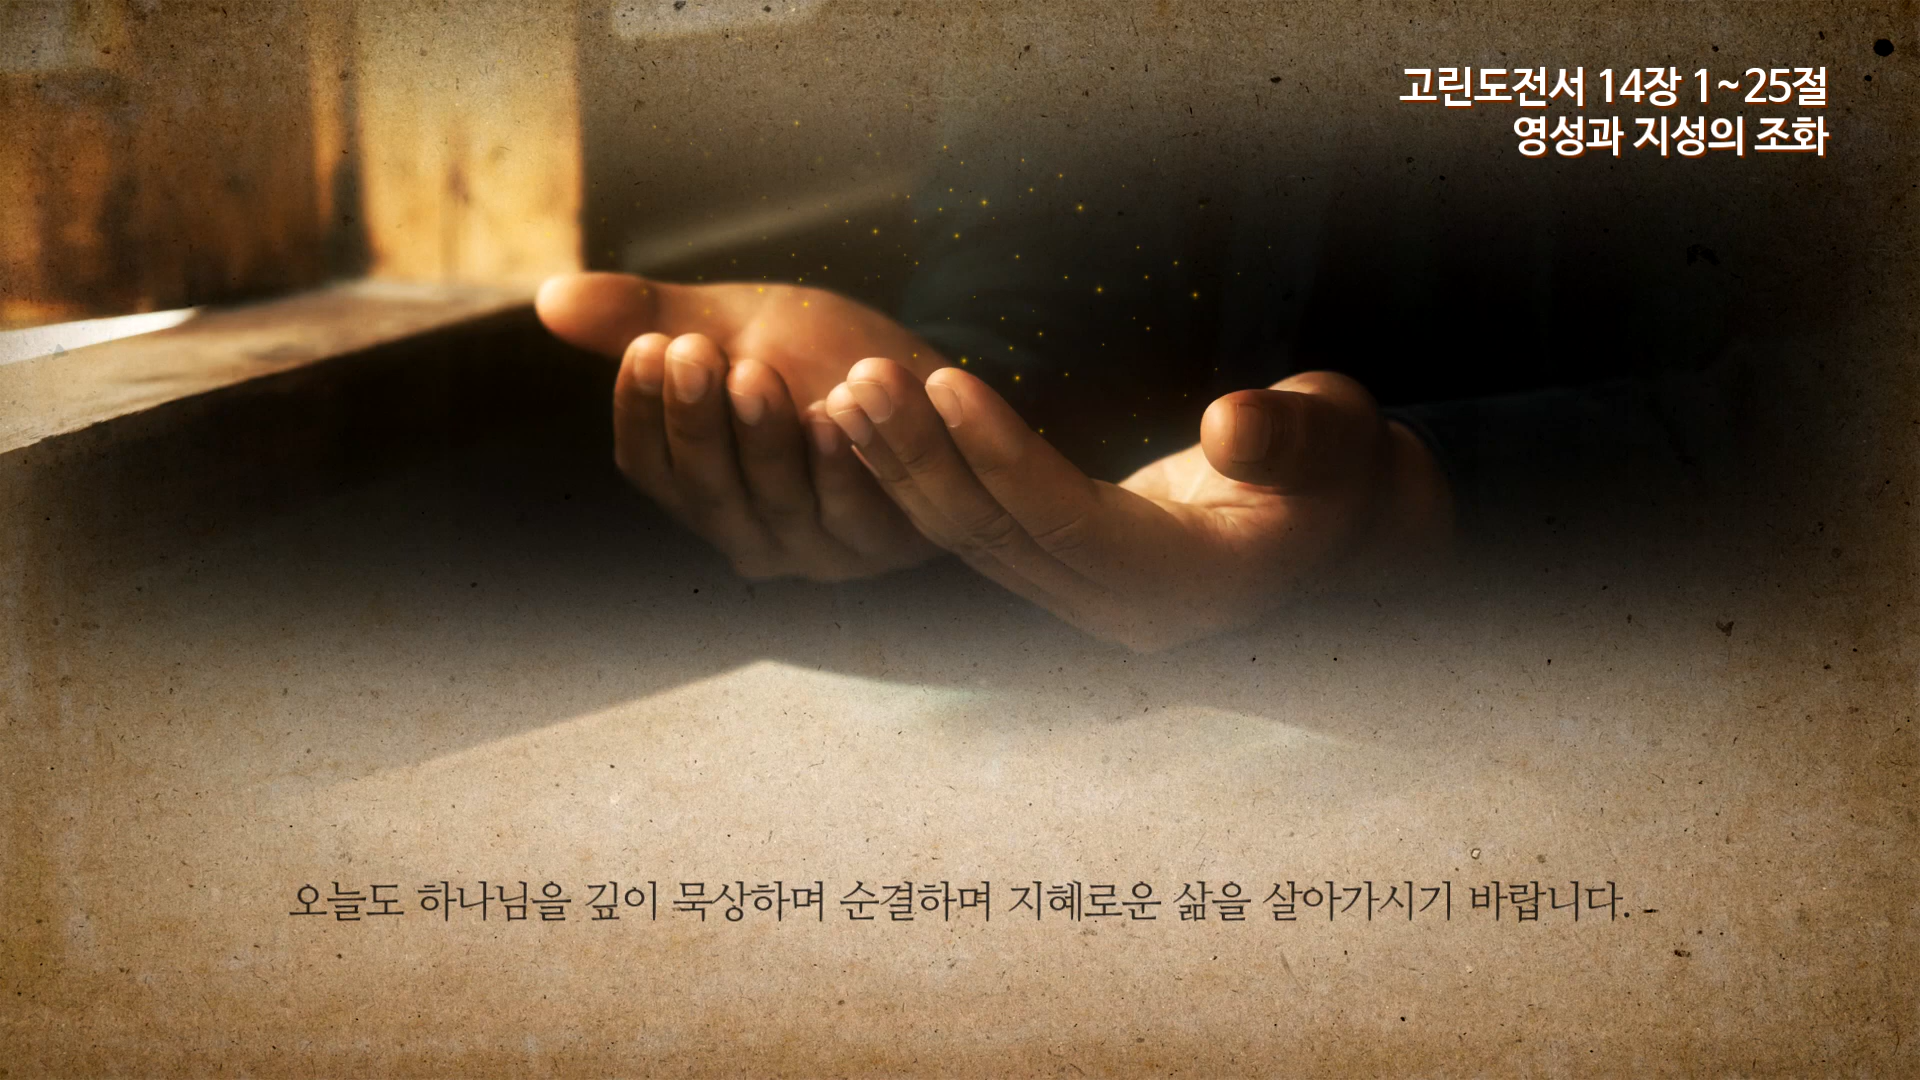 고린도전서 14장 1~25절
영성과 지성의 조화
오늘도 하나님을 깊이 묵상하며 순결하며 지혜로운 삶을 살아가시기 바랍니다.